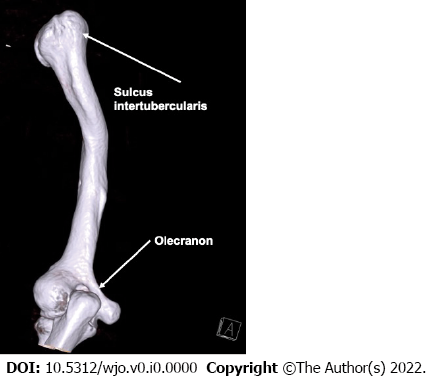 Sulcus
intertubercularis
Olecranon
A
DOI: 10.5312/wjo.v0.i0.0000 Copyright ©The Author(s) 2022.